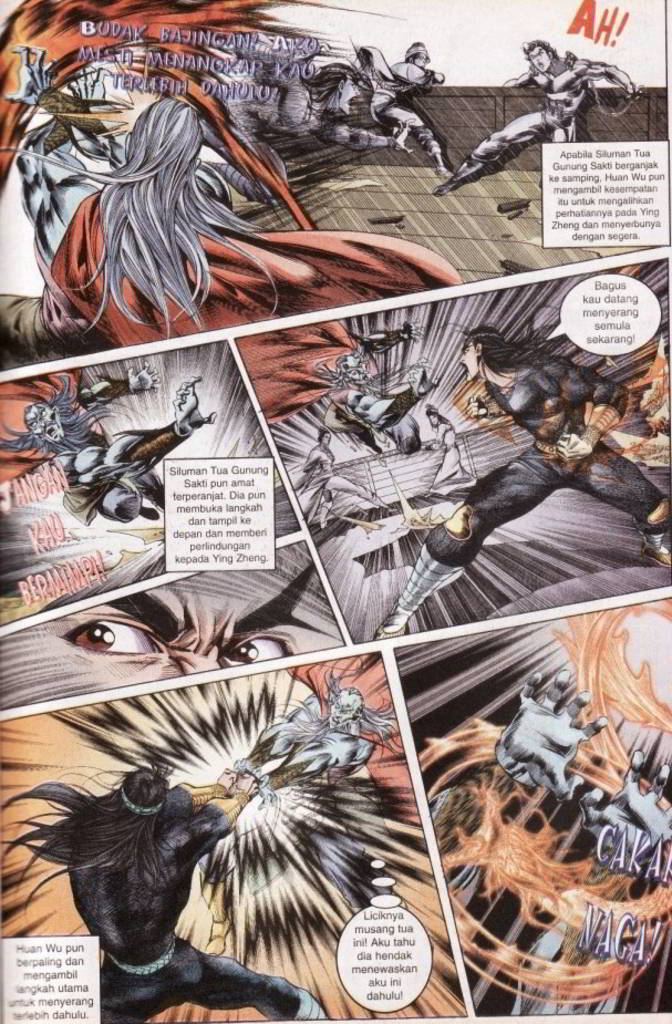 BUDAK BAJINGAN! AKU
MESTI MENANGKAP KAU
TERLEBIH DAHULU!
AH!
Apabila Siluman Tua
Gunung Sakti berganjak
ke samping, Huan Wu pun
mengambil kesempatan
itu untuk mengalihkan
perhatiannya pada Ying
Zheng dan menyerbunya
dengan segera.
Bagus
kau datang
menyerang
semula
sekarang!
JANGAN
KAU
BERMIMPI!
Siluman Tua Gunung
Sakti pun amat
terperanjat. Dia pun
membuka langkah
dan tampil ke
depan dan memberi
perlindungan
kepada Ying Zheng.
Huan Wu pun
berpaling dan
mengambil
langkah utama
untuk menyerang
terlebih dahulu.
Liciknya
musang tua
ini! Aku tahu
dia hendak
menewaskan
aku ini
dahulu!
CAKAR
NAGA!